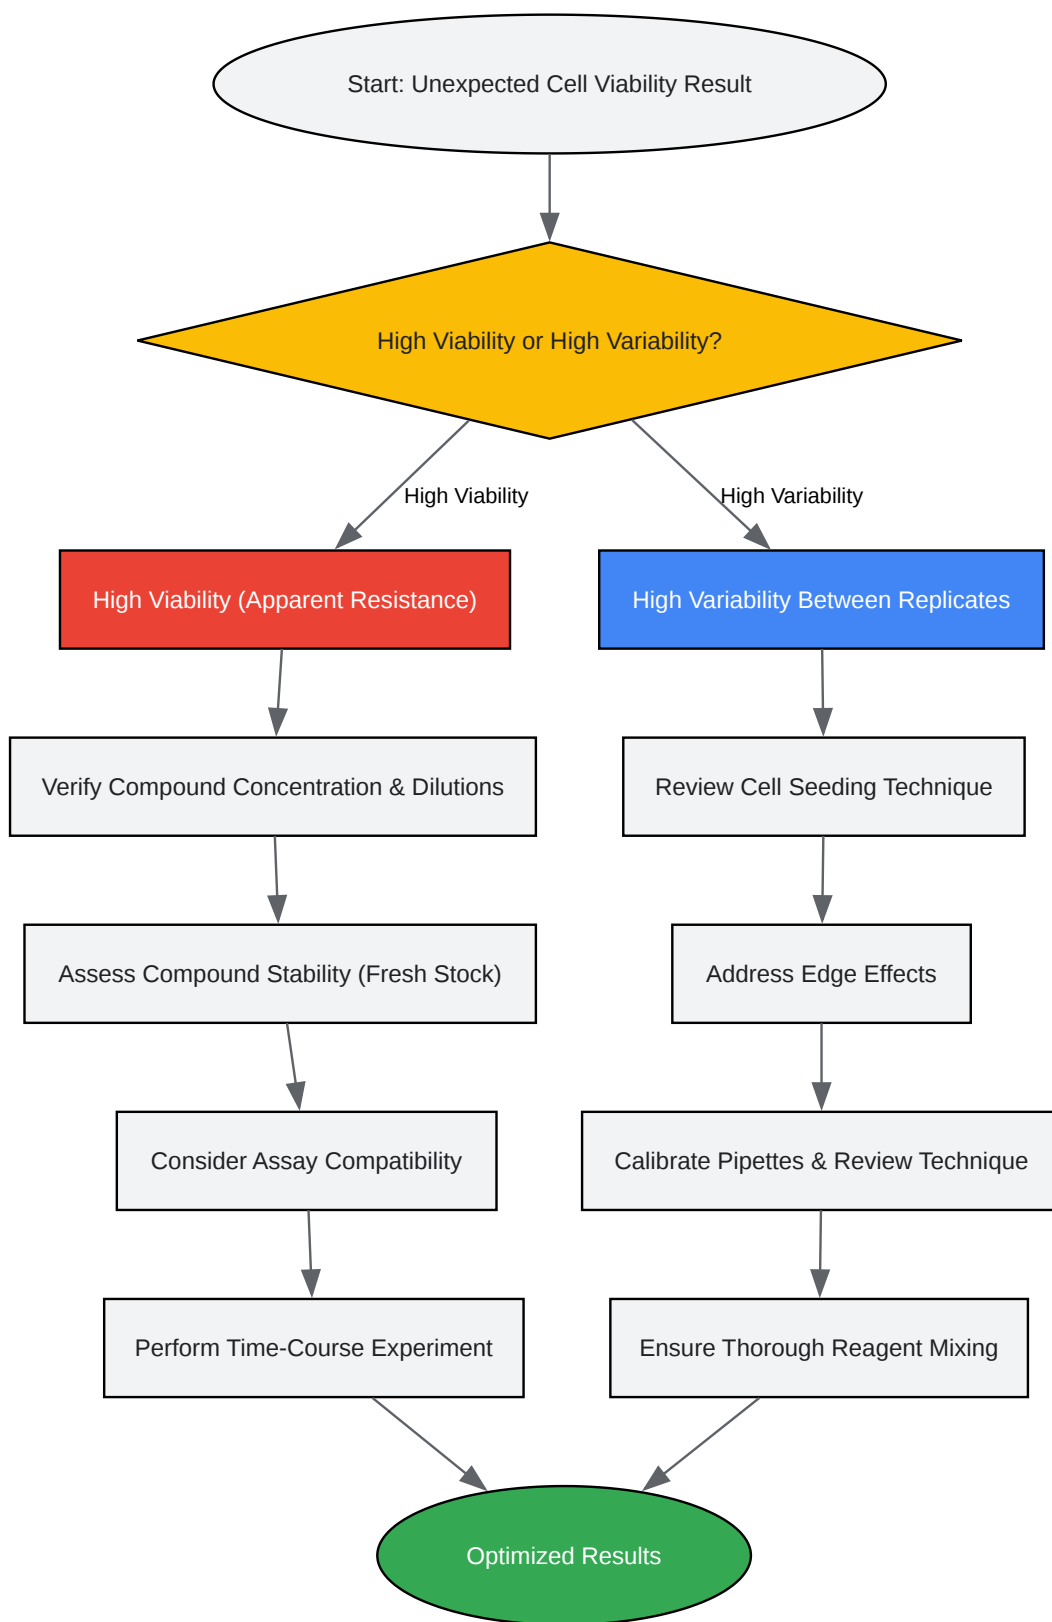 Start: Unexpected Cell Viability Result
High Viability or High Variability?
High Viability
High Variability
High Viability (Apparent Resistance)
High Variability Between Replicates
Verify Compound Concentration & Dilutions
Review Cell Seeding Technique
Assess Compound Stability (Fresh Stock)
Address Edge Effects
Consider Assay Compatibility
Calibrate Pipettes & Review Technique
Perform Time-Course Experiment
Ensure Thorough Reagent Mixing
Optimized Results